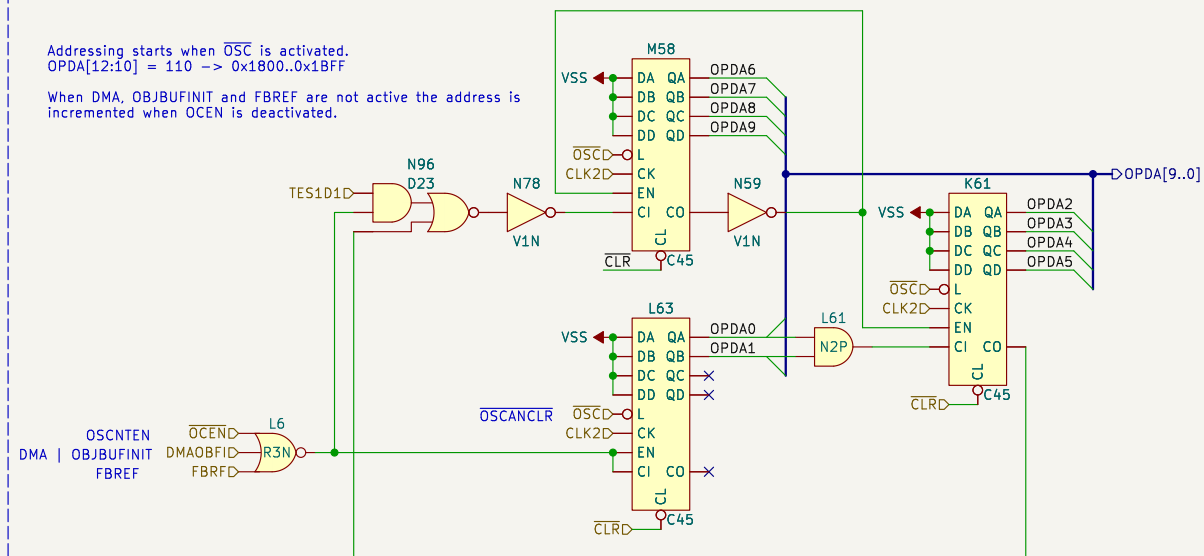 Addressing starts when OSC is activated.
OPDA[12:10] = 110 -> 0x1800..0x1BFF
When DMA, OBJBUFINIT and FBREF are not active the address is
incremented when OCEN is deactivated.
M58
VSS
DA QA OPDA6
DB QB OPDA7
DC QC OPDA8
DD QD OPDA9
OSC L
CLK2 CK
EN
CI CO
CL
CLR
C45
N96
D23
TES1D1
N78
V1N
N59
V1N
OPDA[9..0]
K61
VSS
DA QA OPDA2
DB QB OPDA3
DC QC OPDA4
DD QD OPDA5
OSC L
CLK2 CK
EN
CI CO
CL
CLR
C45
L63
VSS
DA QA OPDA0
DB QB OPDA1
DC QC
DD QD
OSCANCLR
OSC L
CLK2 CK
EN
CI CO
CL
CLR
C45
L61
N2P
L6
R3N
OSCNTEN
OCEN
DMA | OBJBUFINIT
DMAOBFI
FBREF
FBRF